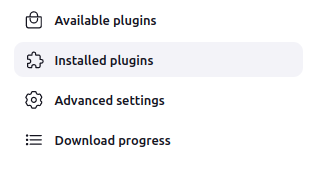 Available plugins
Installed plugins
Advanced settings
Download progress